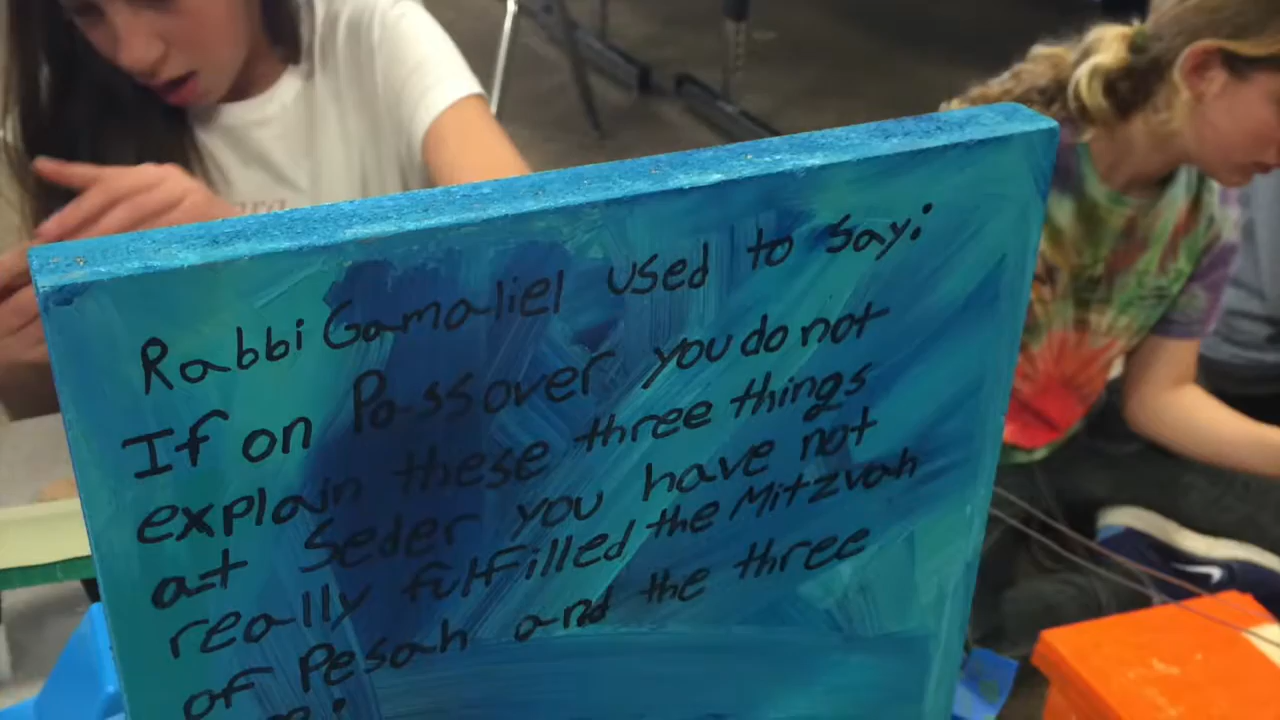 Rabbi Gamaliel used to say:
If on Passover you do not
explain these three things
at Seder you have not
really fulfilled the Mitzvah
of Pesah and the three